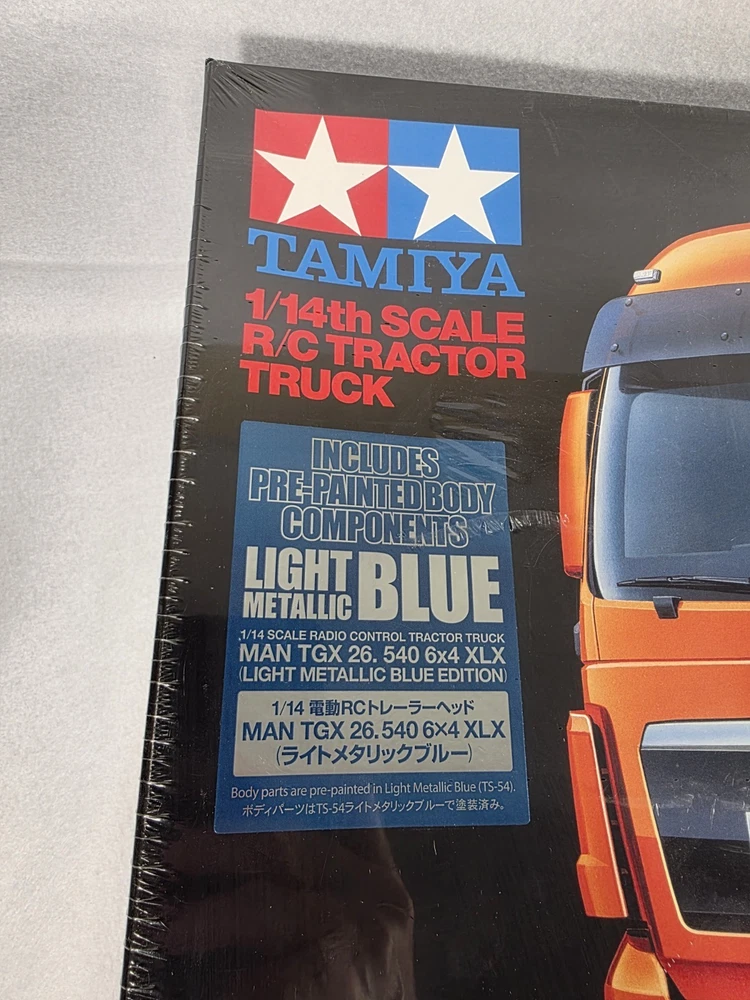 TAMIYA
1/14th SCALE
R/C TRACTOR
TRUCK
INCLUDES
PRE-PAINTED BODY
COMPONENTS
LIGHT
METALLIC BLUE
1/14 SCALE RADIO CONTROL TRACTOR TRUCK
MAN TGX 26. 540 6x4 XLX
(LIGHT METALLIC BLUE EDITION)
1/14 電動RCトレーラーヘッド
MAN TGX 26.540 6×4 XLX
(ライトメタリックブルー)
Body parts are pre-painted in Light Metallic Blue (TS-54).
ボディパーツはTS-54ライトメタリックブルーで塗装済み。